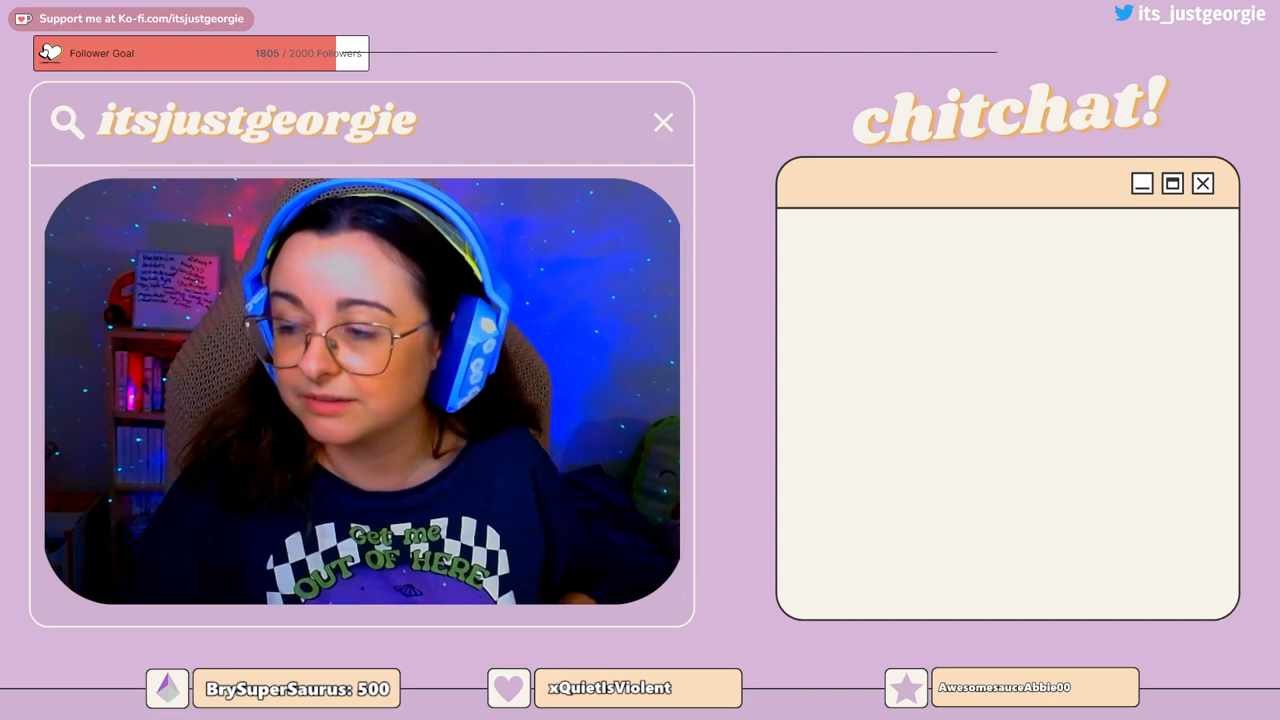 Support me at Ko-fi.com/itsjustgeorgie
its_justgeorgie
Follower Goal
1805 / 2000 Followers
itsjustgeorgie
chitchat!
Get me
OUT OF HERE
BrySuperSaurus: 500
xQuietIsViolent
AwesomesauceAbbie00